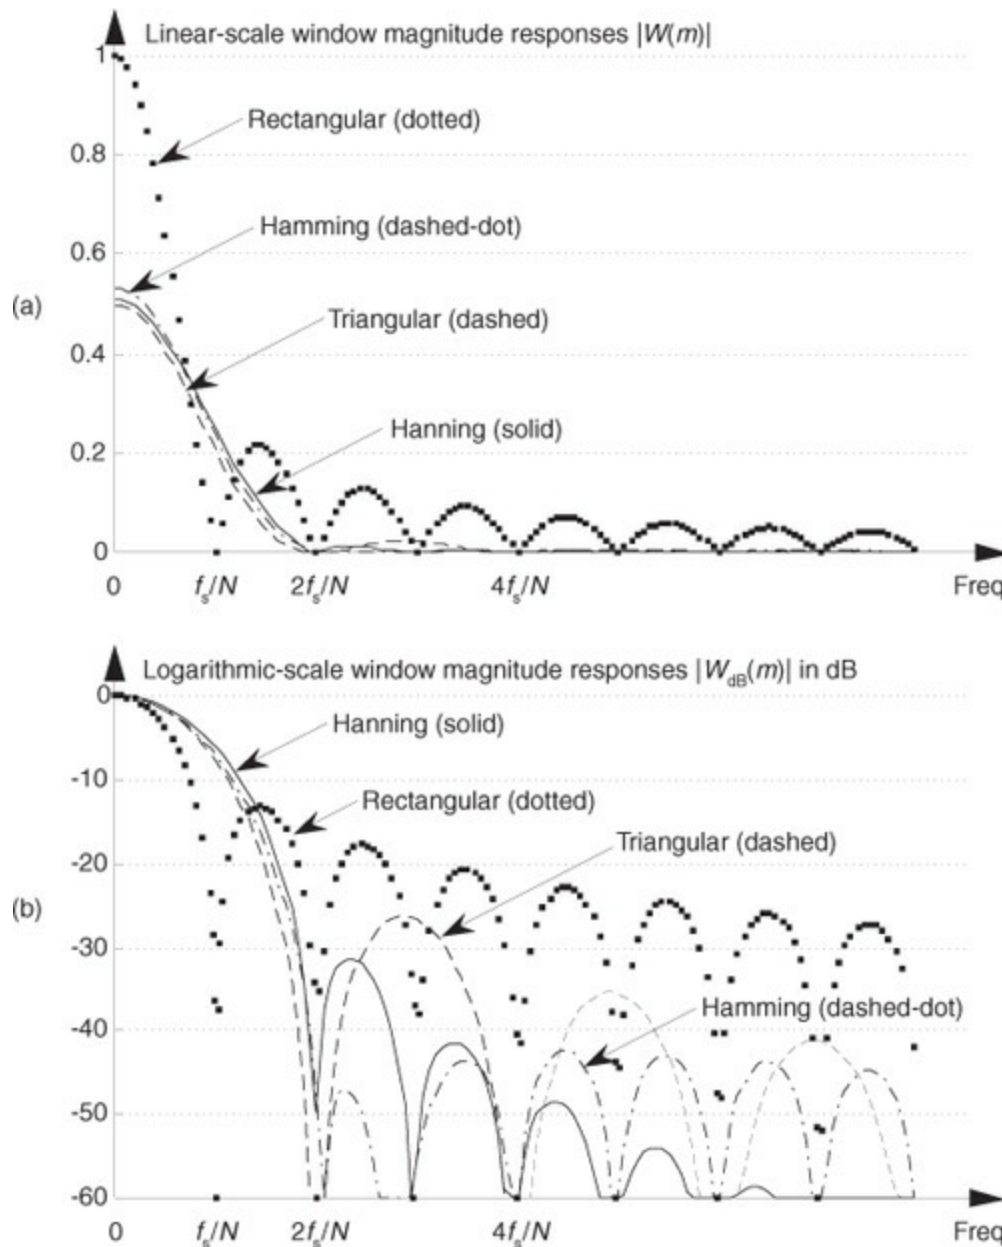 Linear-scale window magnitude responses |W(m)|
1
Rectangular (dotted)
0.8
Hamming (dashed-dot)
0.6
(a)
Triangular (dashed)
0.4
Hanning (solid)
0.2
0
0 fs/N 2fs/N 4fs/N Freq
Logarithmic-scale window magnitude responses |WdB(m)| in dB
0
Hanning (solid)
-10
Rectangular (dotted)
Triangular (dashed)
-20
(b)
-30
Hamming (dashed-dot)
-40
-50
-60
0 fs/N 2fs/N 4fs/N Freq